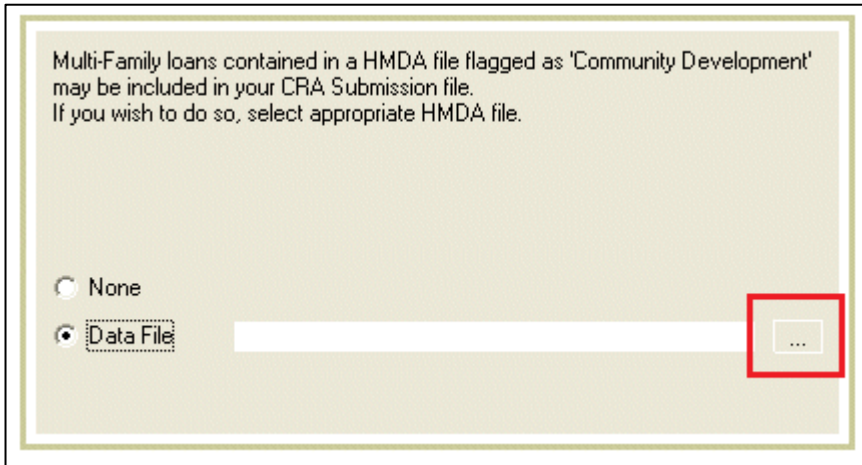 Multi-Family loans contained in a HMDA file flagged as 'Community Development'
may be included in your CRA Submission file.
If you wish to do so, select appropriate HMDA file.
None
Data File
...